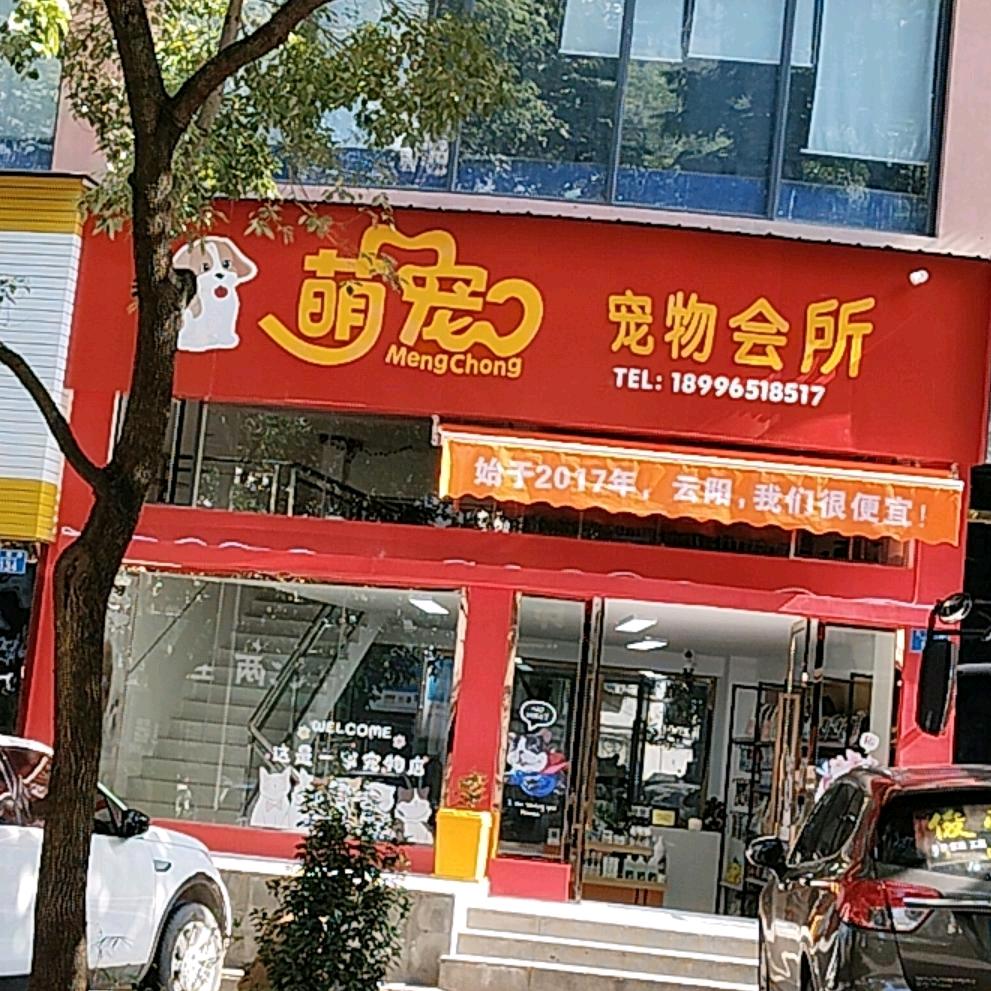 萌宠
MengChong
宠物会所
TEL: 18996518517
始于2017年，云阳，我们很便宜！
134
WELCOME
这是一家宠物店